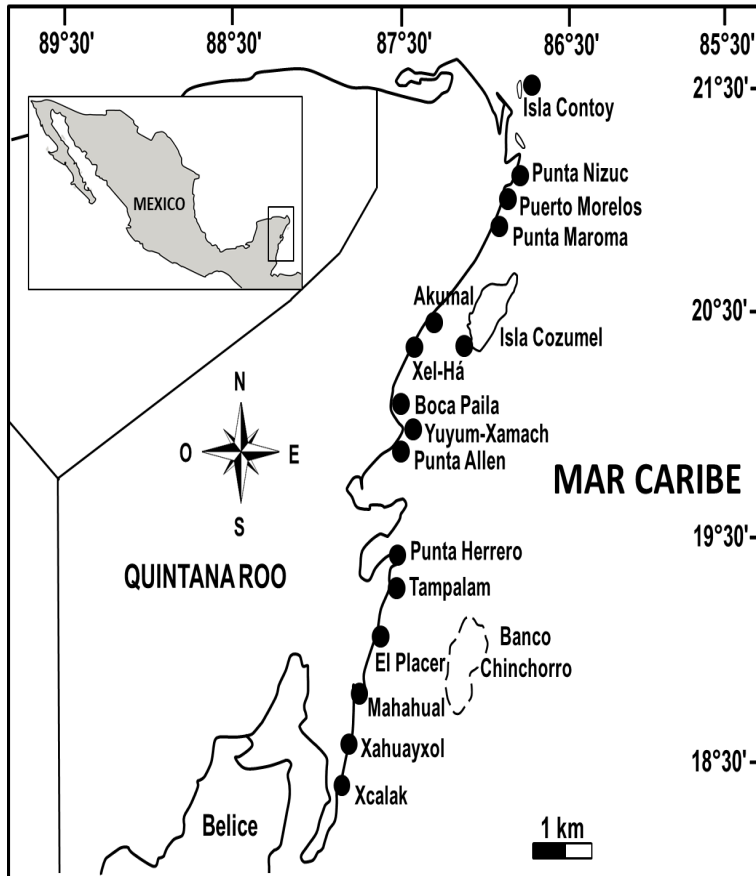 89°30' 88°30' 87°30' 86°30' 85°30'
21°30'
Isla Contoy
MEXICO
Punta Nizuc
Puerto Morelos
Punta Maroma
Akumal
20°30'
Isla Cozumel
Xel-Há
N
Boca Paila
Yuyum-Xamach
O E
Punta Allen
MAR CARIBE
S
19°30'
Punta Herrero
QUINTANA ROO
Tampalam
Banco
El Placer
Chinchorro
Mahahual
Xahuayxol
18°30'
Xcalak
Belice
1 km